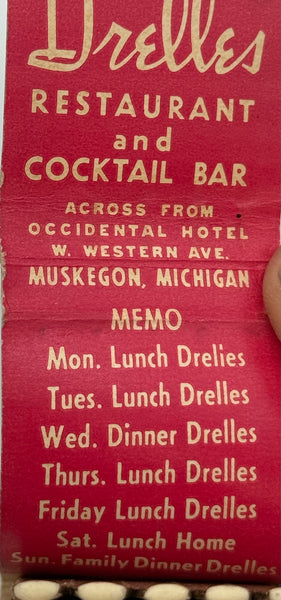 Drelles
RESTAURANT
and
COCKTAIL BAR
ACROSS FROM
OCCIDENTAL HOTEL
W. WESTERN AVE.
MUSKEGON, MICHIGAN
MEMO
Mon. Lunch Drelies
Tues. Lunch Drelles
Wed. Dinner Drelles
Thurs. Lunch Drelles
Friday Lunch Drelles
Sat. Lunch Home
Sun. Family Dinner Drelles